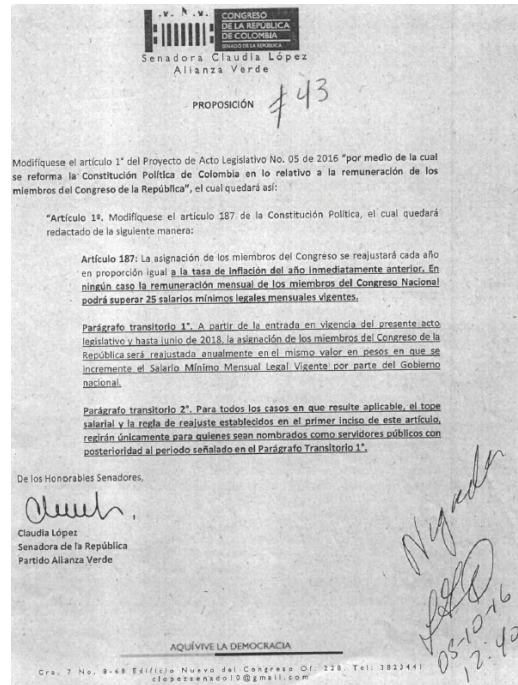 CONGRESO
DE LA REPÚBLICA
DE COLOMBIA
SENADO DE LA REPÚBLICA
Senadora Claudia López
Alianza Verde
PROPOSICIÓN # 43
Modifíquese el artículo 1° del Proyecto de Acto Legislativo No. 05 de 2016 "por medio de la cual
se reforma la Constitución Política de Colombia en lo relativo a la remuneración de los
miembros del Congreso de la República", el cual quedará así:
"Artículo 1º. Modifíquese el artículo 187 de la Constitución Política, el cual quedará
redactado de la siguiente manera:
Artículo 187: La asignación de los miembros del Congreso se reajustará cada año
en proporción igual a la tasa de inflación del año inmediatamente anterior. En
ningún caso la remuneración mensual de los miembros del Congreso Nacional
podrá superar 25 salarios mínimos legales mensuales vigentes.
Parágrafo transitorio 1°. A partir de la entrada en vigencia del presente acto
legislativo y hasta junio de 2018, la asignación de los miembros del Congreso de la
República será reajustada anualmente en el mismo valor en pesos en que se
incremente el Salario Mínimo Mensual Legal Vigente por parte del Gobierno
nacional.
Parágrafo transitorio 2°. Para todos los casos en que resulte aplicable, el tope
salarial y la regla de reajuste establecidos en el primer inciso de este artículo,
regirán únicamente para quienes sean nombrados como servidores públicos con
posterioridad al periodo señalado en el Parágrafo Transitorio 1°.
De los Honorables Senadores,
Claudia López
Senadora de la República
Partido Alianza Verde
Negada
05-10-16
12:40
AQUÍ VIVE LA DEMOCRACIA
Cra. 7 No. 8-68 Edificio Nuevo del Congreso Of. 228. Tel: 3823441
clopezsenado10@gmail.com